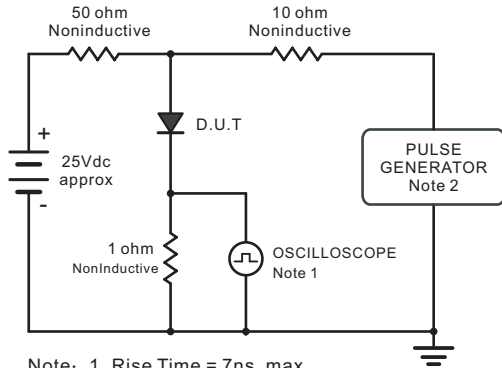 50 ohm
Noninductive
10 ohm
Noninductive
+
D.U.T
25Vdc
approx
-
PULSE
GENERATOR
Note 2
1 ohm
NonInductive
OSCILLOSCOPE
Note 1
Note: 1. Rise Time = 7ns, max